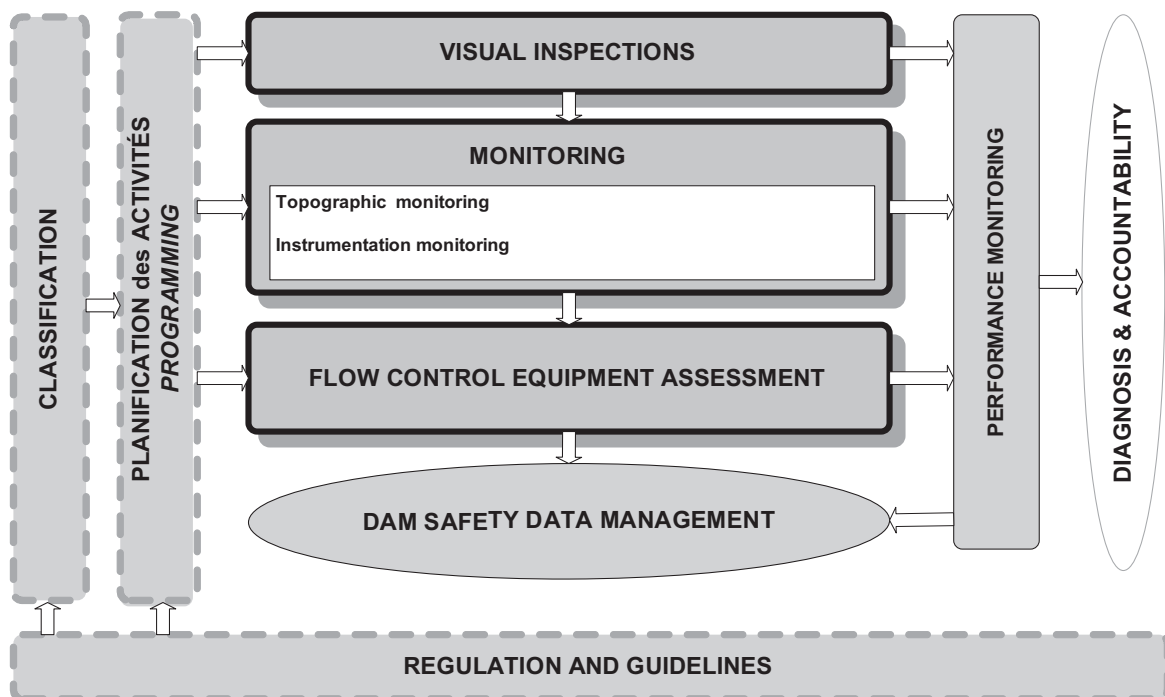 CLASSIFICATION
PLANIFICATION des ACTIVITÉS
PROGRAMMING
VISUAL INSPECTIONS
MONITORING
Topographic monitoring
Instrumentation monitoring
FLOW CONTROL EQUIPMENT ASSESSMENT
DAM SAFETY DATA MANAGEMENT
PERFORMANCE MONITORING
DIAGNOSIS & ACCOUNTABILITY
REGULATION AND GUIDELINES